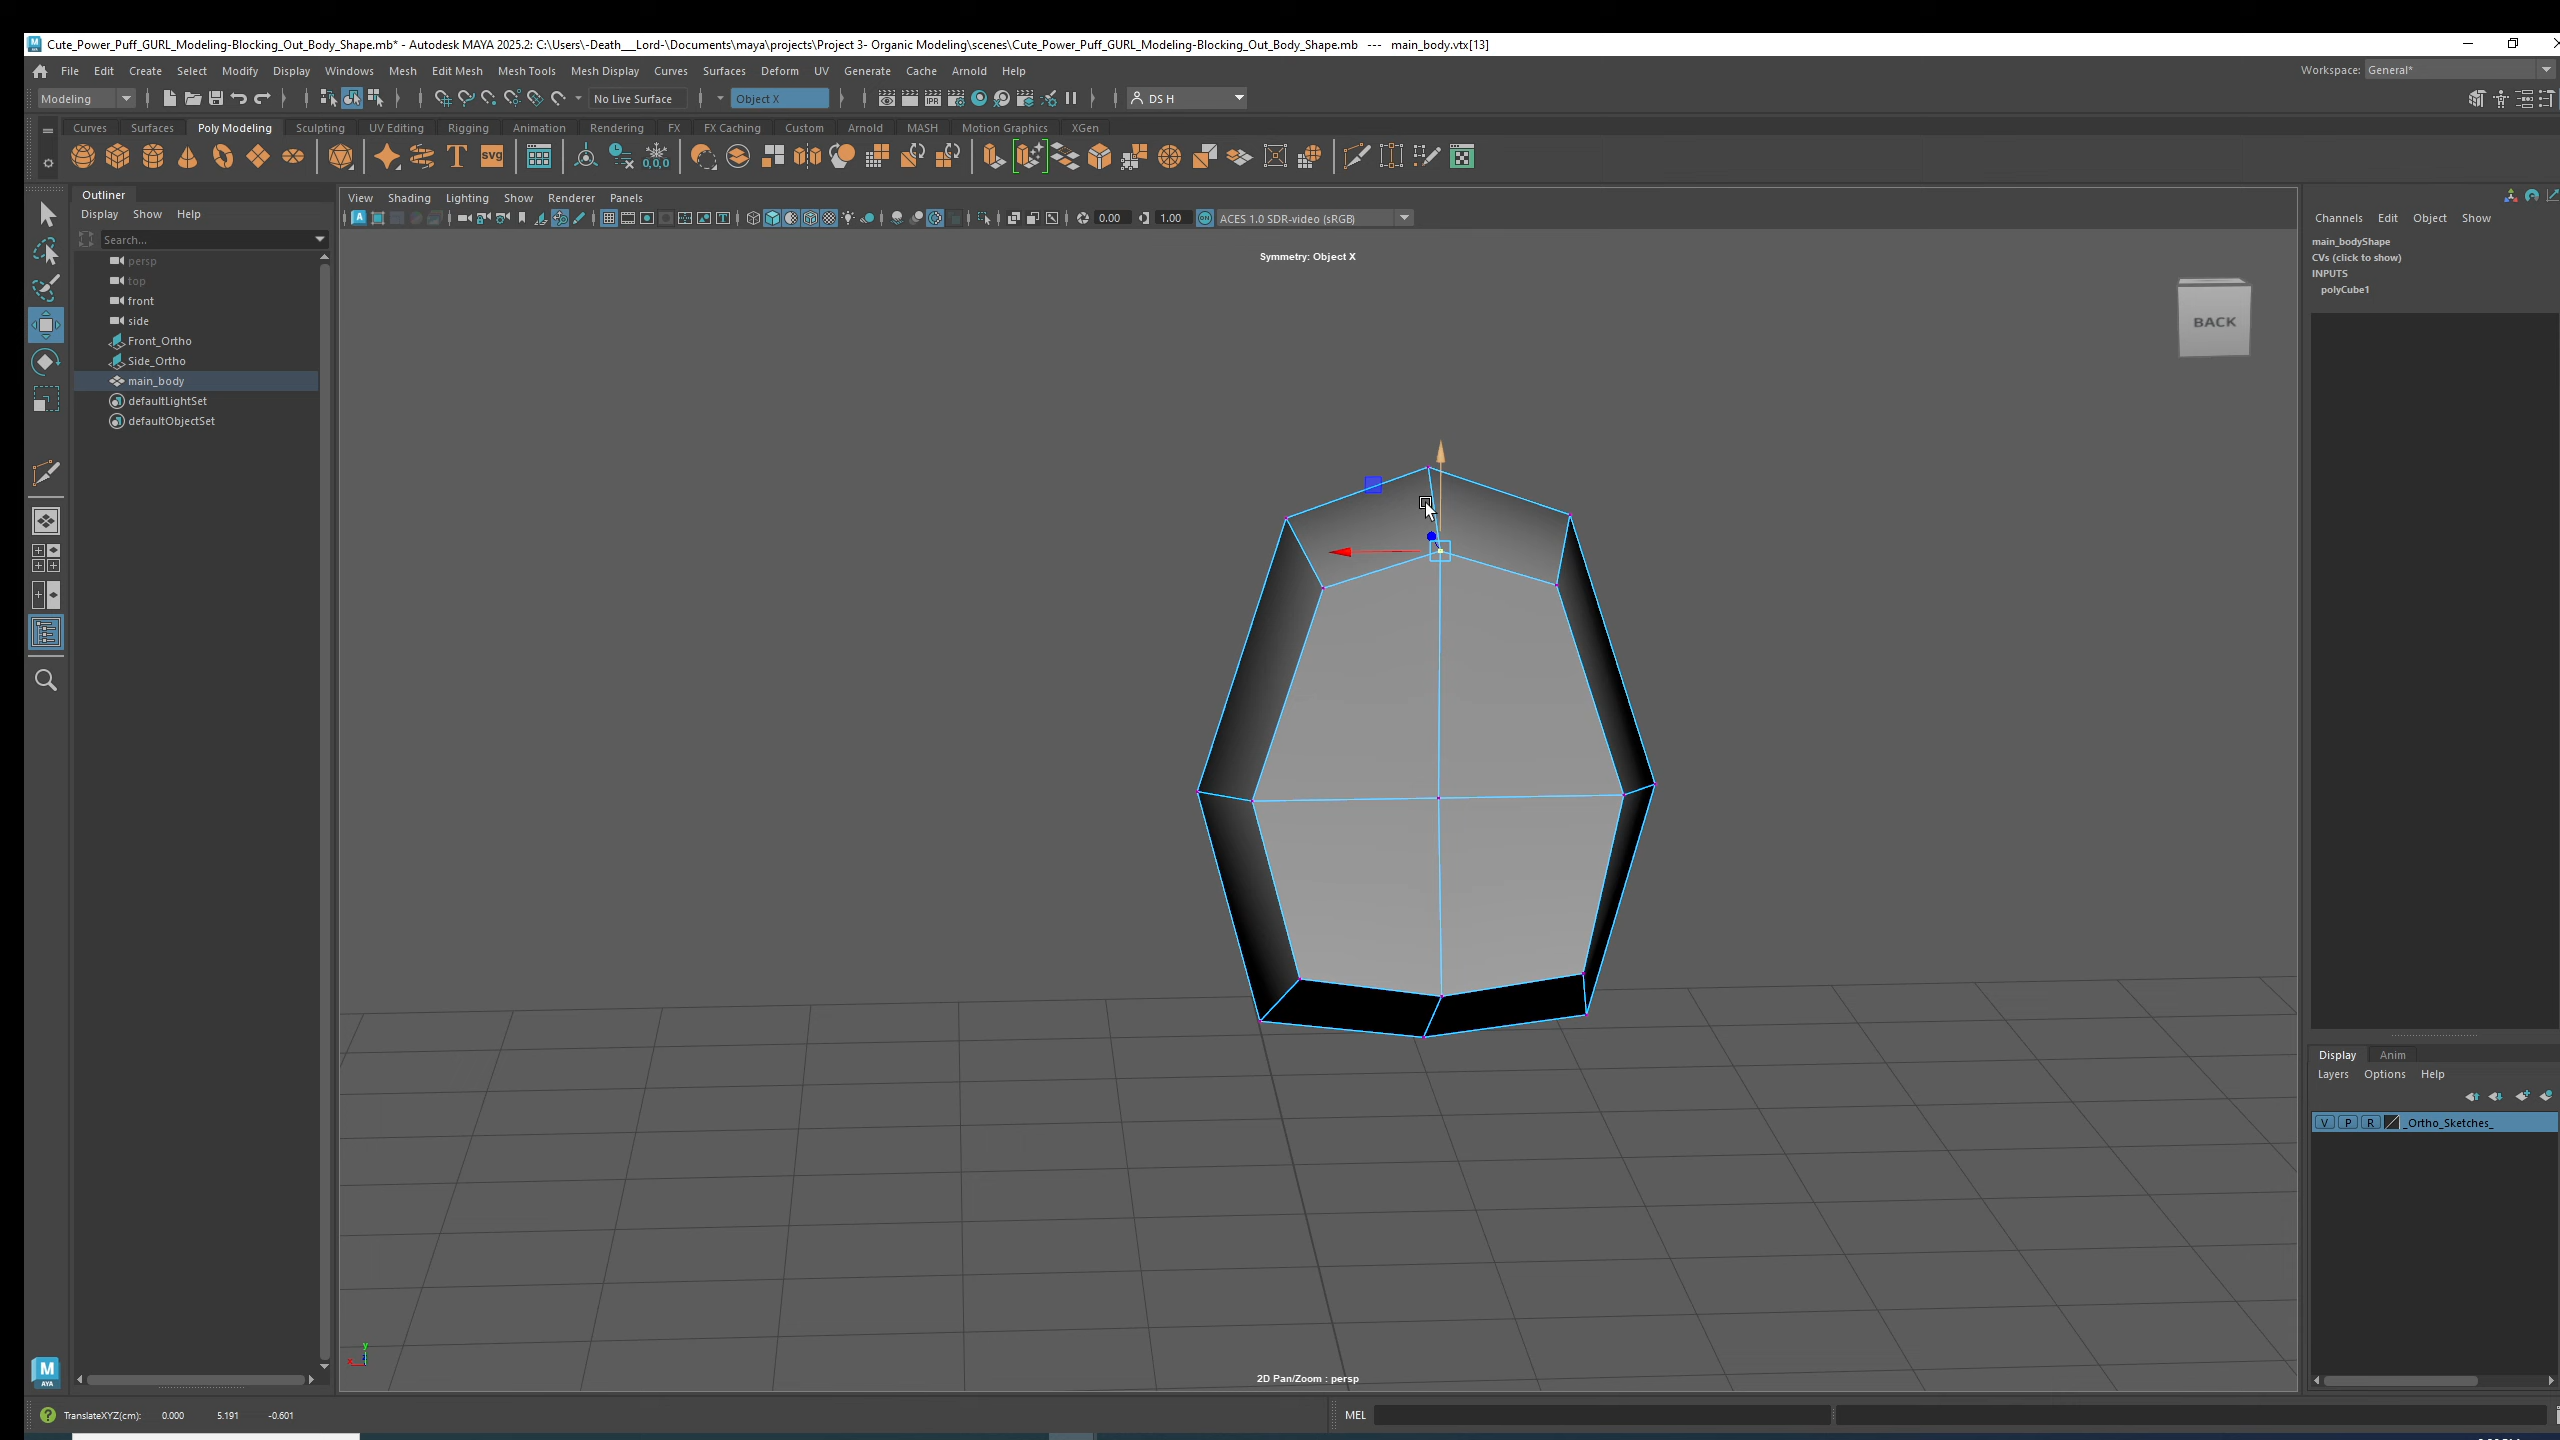 Cute_Power_Puff_GURL_Modeling-Blocking_Out_Body_Shape.mb* - Autodesk MAYA 2025.2: C:\Users\-Death__Lord-\Documents\maya\projects\Project 3- Organic Modeling\scenes\Cute_Power_Puff_GURL_Modeling-Blocking_Out_Body_Shape.mb --- main_body.vtx[13]
File Edit Create Select Modify Display Windows Mesh Edit Mesh Mesh Tools Mesh Display Curves Surfaces Deform UV Generate Cache Arnold Help
Workspace: General*
Modeling
No Live Surface
Object X
IPR
DS H
Curves Surfaces Poly Modeling Sculpting UV Editing Rigging Animation Rendering FX FX Caching Custom Arnold MASH Motion Graphics XGen
T
SVG
0,0,0
Outliner
Display Show Help
Search...
persp
top
front
side
Front_Ortho
Side_Ortho
main_body
defaultLightSet
defaultObjectSet
View Shading Lighting Show Renderer Panels
0.00
1.00
ON
ACES 1.0 SDR-video (sRGB)
Symmetry: Object X
BACK
y
x
2D Pan/Zoom : persp
Channels Edit Object Show
main_bodyShape
CVs (click to show)
INPUTS
polyCube1
Display Anim
Layers Options Help
V P R _Ortho_Sketches_
M
AYA
TranslateXYZ(cm): 0.000 5.191 -0.601
MEL